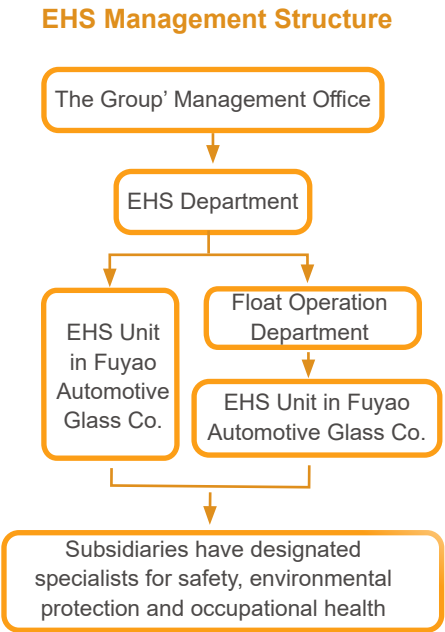 EHS Management Structure
The Group' Management Office
EHS Department
EHS Unit
in Fuyao
Automotive
Glass Co.
Float Operation
Department
EHS Unit in Fuyao
Automotive Glass Co.
Subsidiaries have designated
specialists for safety, environmental
protection and occupational health